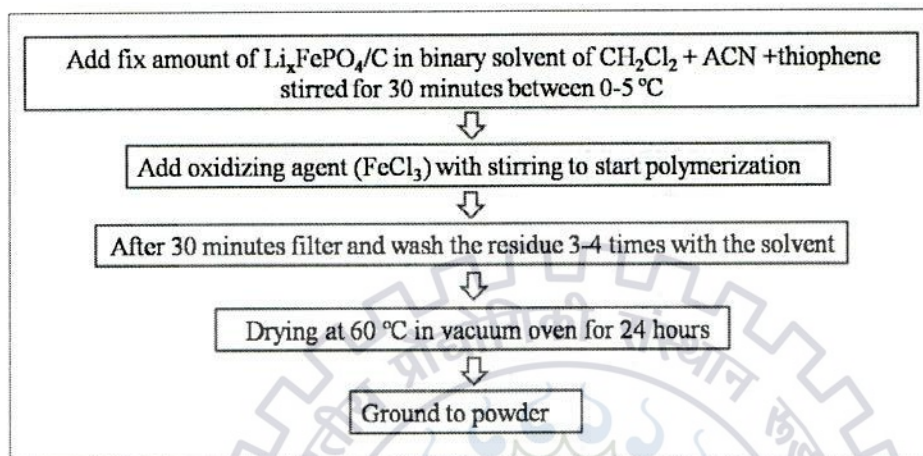 Add fix amount of LiₓFePO₄/C in binary solvent of CH₂Cl₂ + ACN +thiophene
stirred for 30 minutes between 0-5 °C
Add oxidizing agent (FeCl₃) with stirring to start polymerization
After 30 minutes filter and wash the residue 3-4 times with the solvent
Drying at 60 °C in vacuum oven for 24 hours
Ground to powder